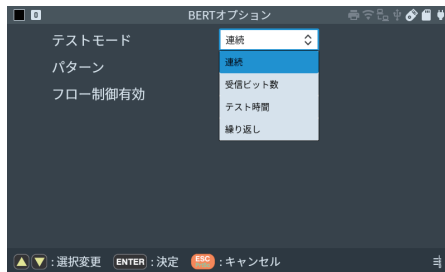 0 BERTオプション
テストモード 連続
パターン
フロー制御有効
連続
受信ビット数
テスト時間
繰り返し
:選択変更 ENTER :決定 ESC :キャンセル